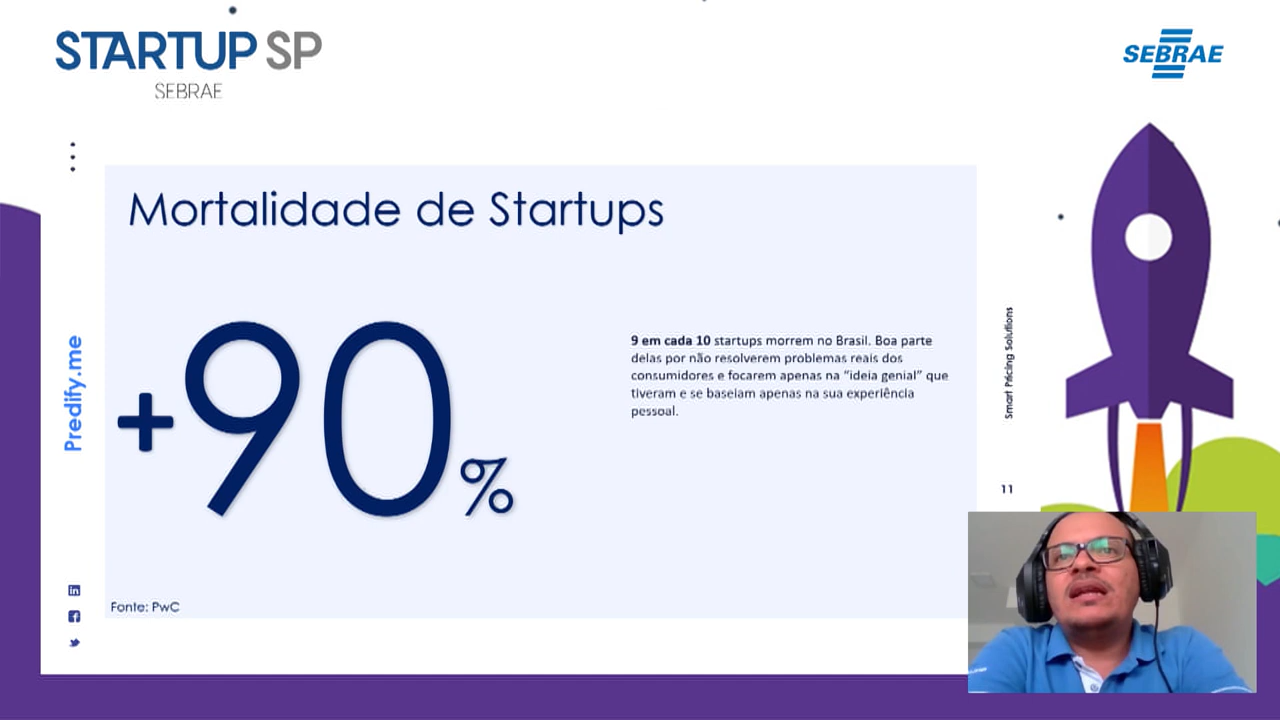 STARTUP SP
SEBRAE
SEBRAE
Mortalidade de Startups
+90%
9 em cada 10 startups morrem no Brasil. Boa parte
delas por não resolverem problemas reais dos
consumidores e focarem apenas na “ideia genial” que
tiveram e se baseiam apenas na sua experiência
pessoal.
Predify.me
Smart Pricing Solutions
11
Fonte: PwC